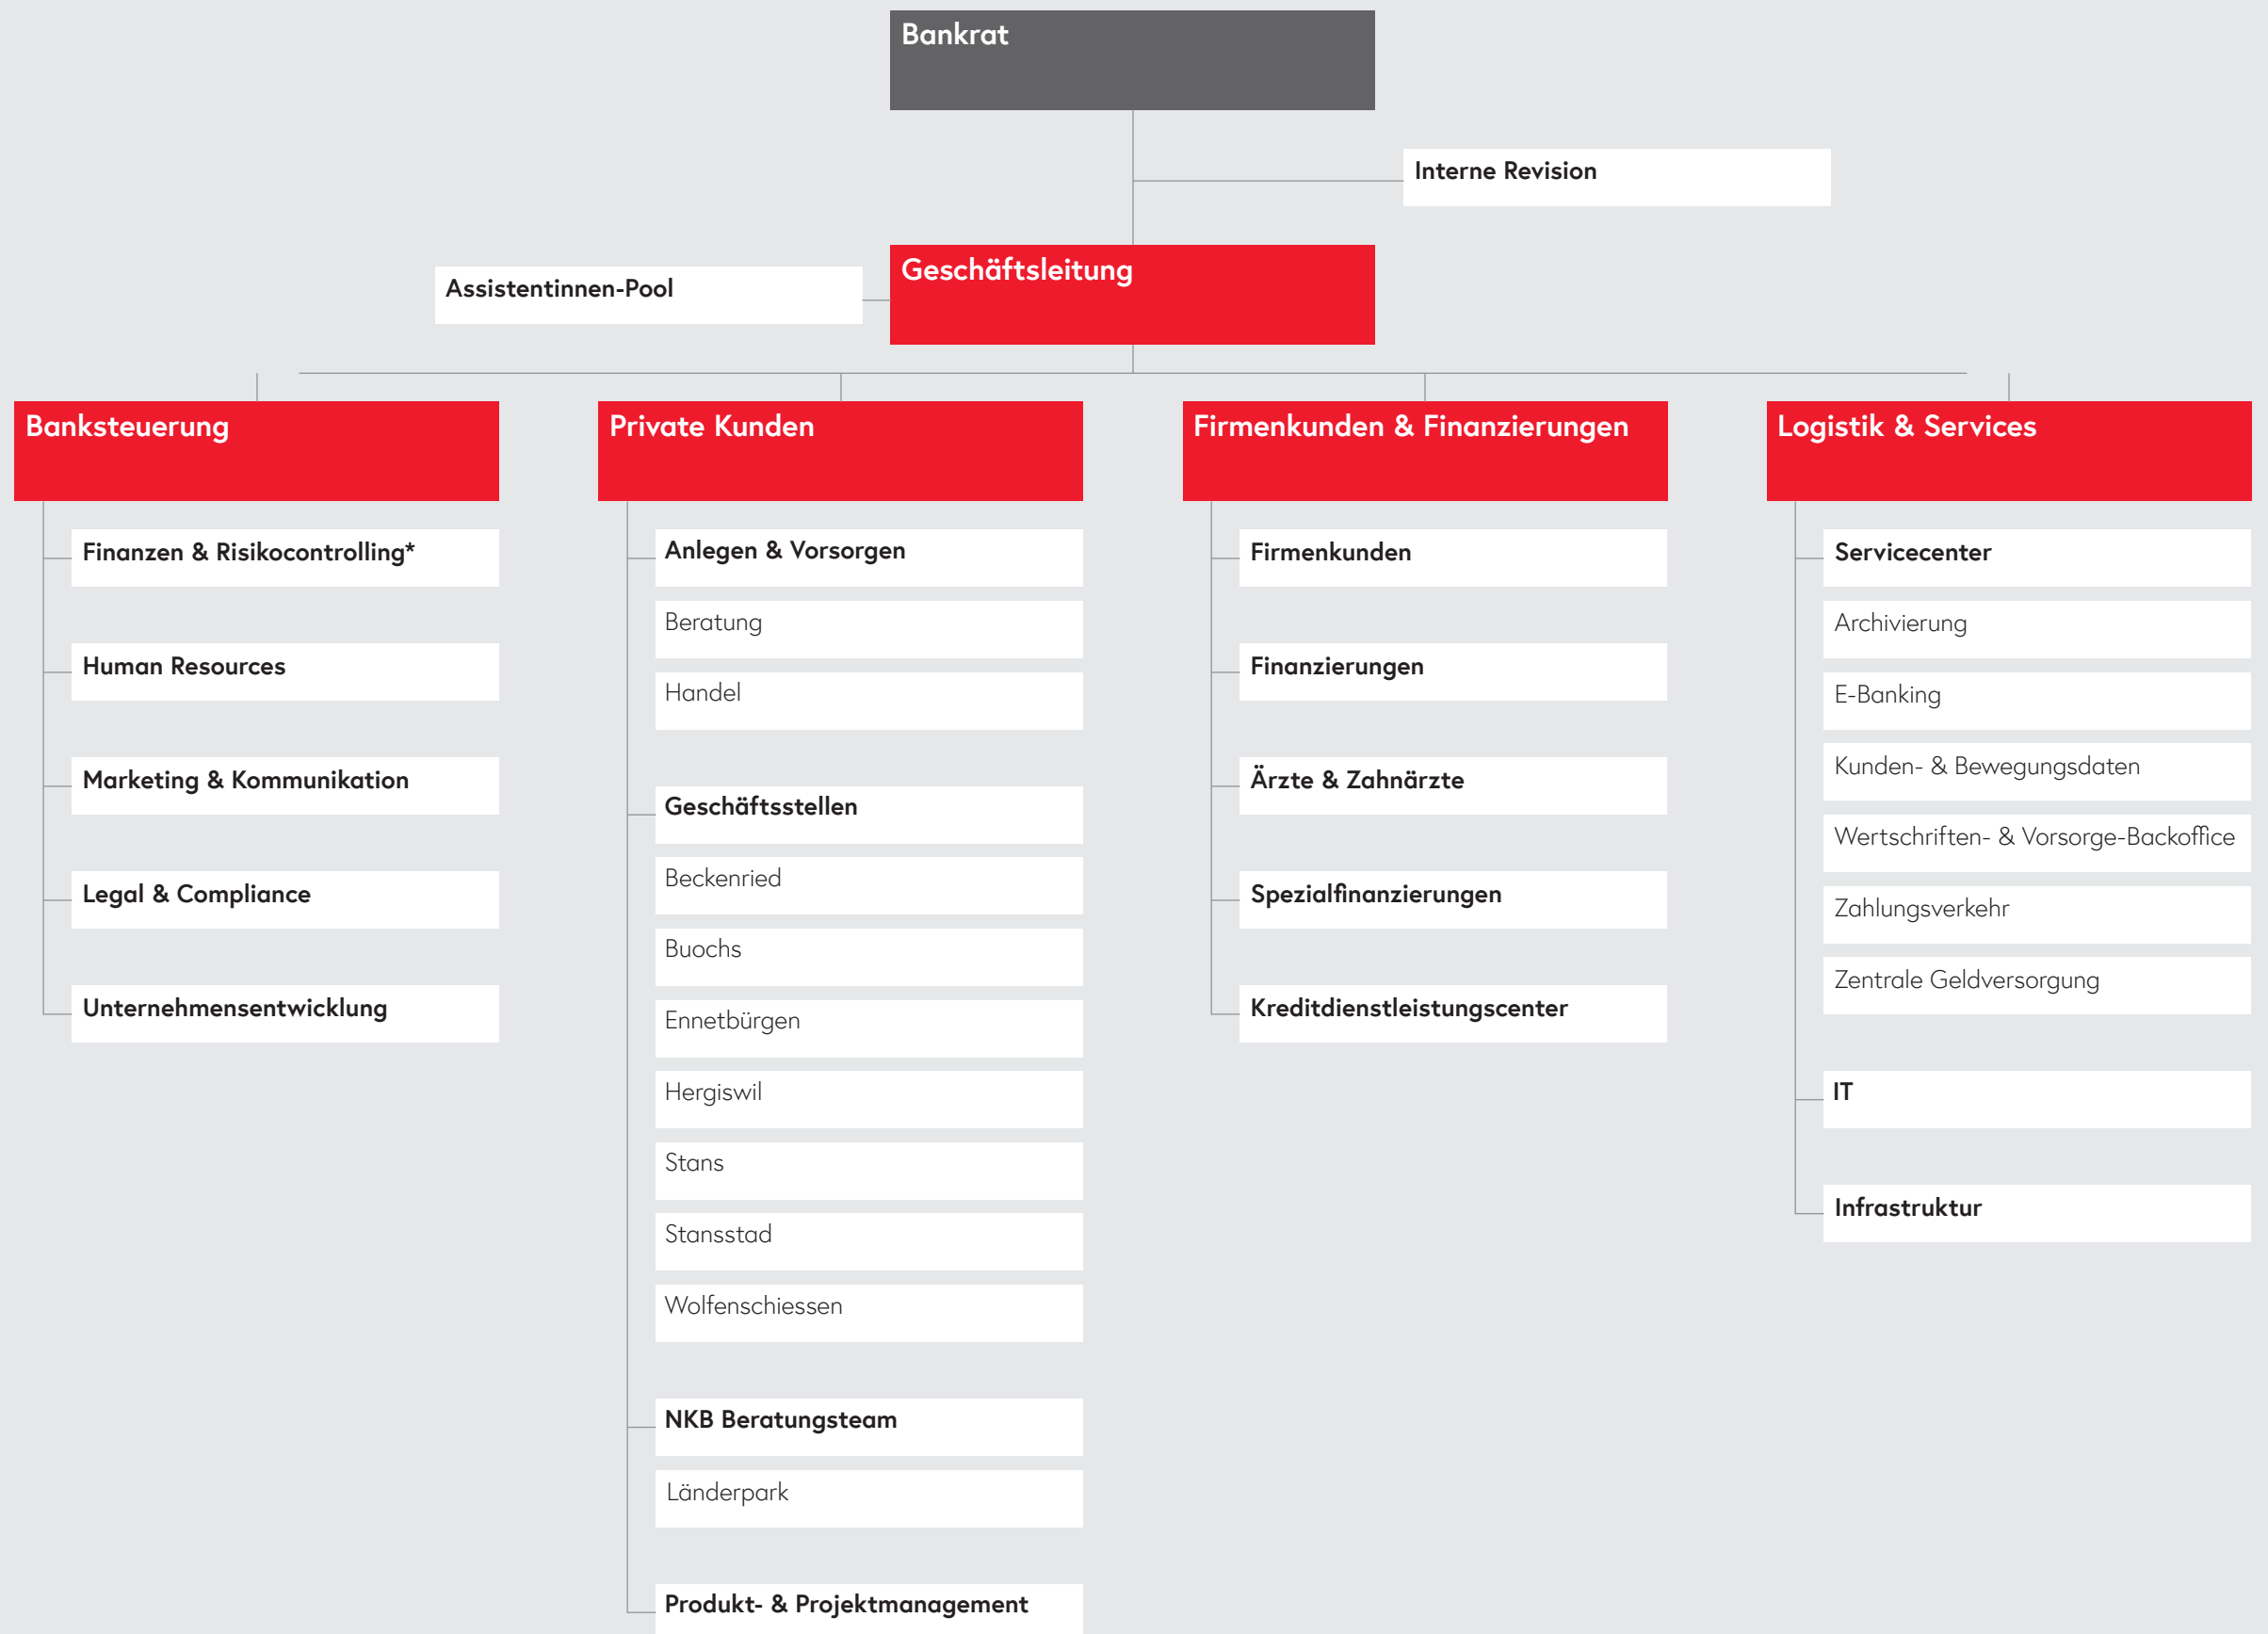 Bankrat
Interne Revision
Geschäftsleitung
Assistentinnen-Pool
Banksteuerung
Finanzen & Risikocontrolling*
Human Resources
Marketing & Kommunikation
Legal & Compliance
Unternehmensentwicklung
Private Kunden
Anlegen & Vorsorgen
Beratung
Handel
Geschäftsstellen
Beckenried
Buochs
Ennetbürgen
Hergiswil
Stans
Stansstad
Wolfenschiessen
NKB Beratungsteam
Länderpark
Produkt- & Projektmanagement
Firmenkunden & Finanzierungen
Firmenkunden
Finanzierungen
Ärzte & Zahnärzte
Spezialfinanzierungen
Kreditdienstleistungscenter
Logistik & Services
Servicecenter
Archivierung
E-Banking
Kunden- & Bewegungsdaten
Wertschriften- & Vorsorge-Backoffice
Zahlungsverkehr
Zentrale Geldversorgung
IT
Infrastruktur